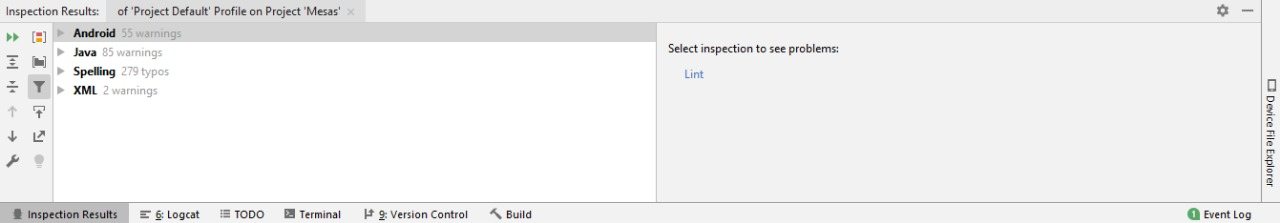 Inspection Results: of 'Project Default' Profile on Project 'Mesas'
Android 55 warnings
Java 85 warnings
Spelling 279 typos
XML 2 warnings
Select inspection to see problems:
Lint
Device File Explorer
Inspection Results 6: Logcat TODO Terminal 9: Version Control Build 1 Event Log